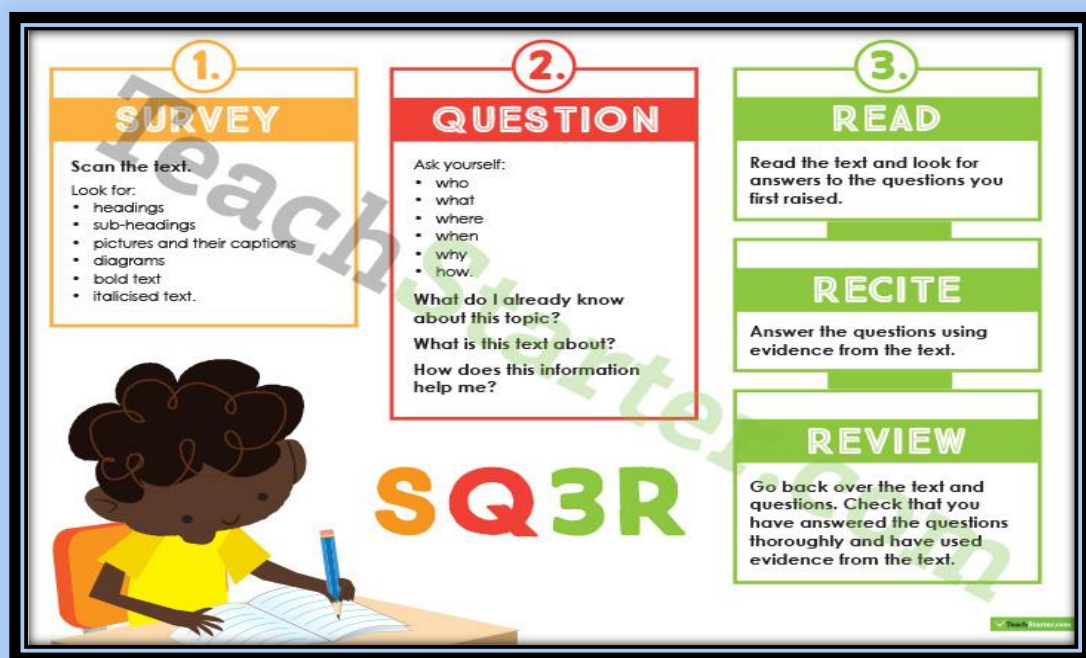 1.
SURVEY
Scan the text.
Look for:
• headings
• sub-headings
• pictures and their captions
• diagrams
• bold text
• italicised text.
2.
QUESTION
Ask yourself:
• who
• what
• where
• when
• why
• how.
What do I already know
about this topic?
What is this text about?
How does this information
help me?
3.
READ
Read the text and look for
answers to the questions you
first raised.
RECITE
Answer the questions using
evidence from the text.
REVIEW
Go back over the text and
questions. Check that you
have answered the questions
thoroughly and have used
evidence from the text.
SQ3R
TeachStarter.com
TeachStarter.com